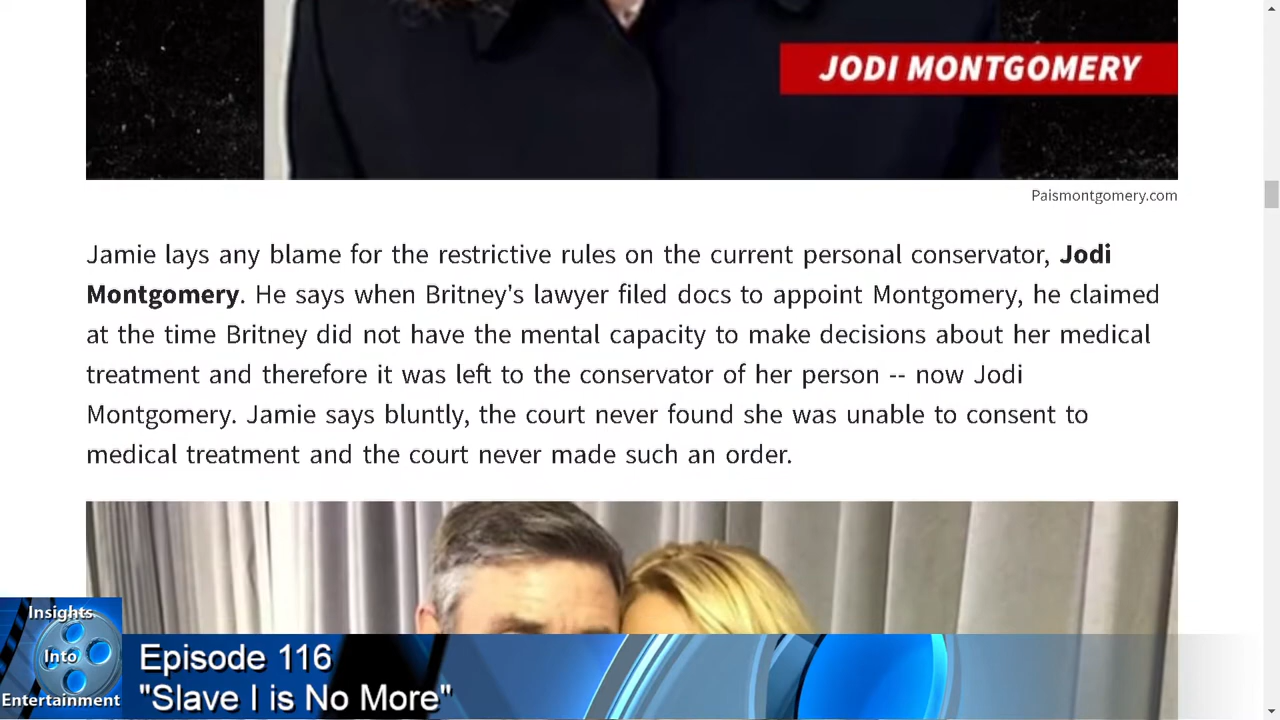 JODI MONTGOMERY
Paismontgomery.com
Jamie lays any blame for the restrictive rules on the current personal conservator, Jodi
Montgomery. He says when Britney's lawyer filed docs to appoint Montgomery, he claimed
at the time Britney did not have the mental capacity to make decisions about her medical
treatment and therefore it was left to the conservator of her person -- now Jodi
Montgomery. Jamie says bluntly, the court never found she was unable to consent to
medical treatment and the court never made such an order.
Insights
Into
Entertainment
Episode 116
"Slave I is No More"